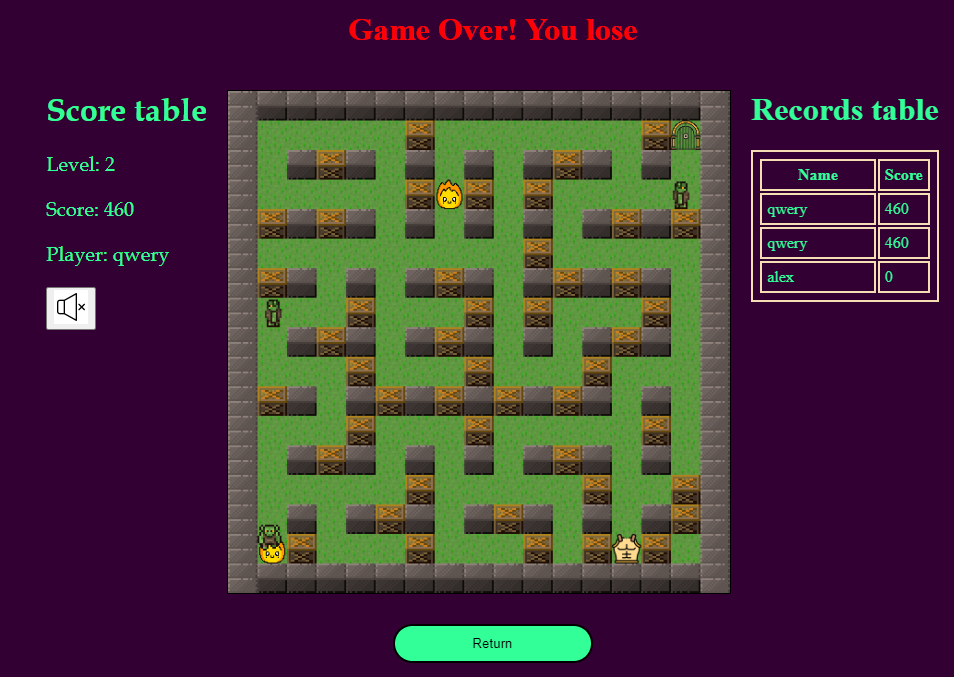 Game Over! You lose
Score table
Level: 2
Score: 460
Player: qwery
Records table
Name Score
qwery 460
qwery 460
alex 0
Return